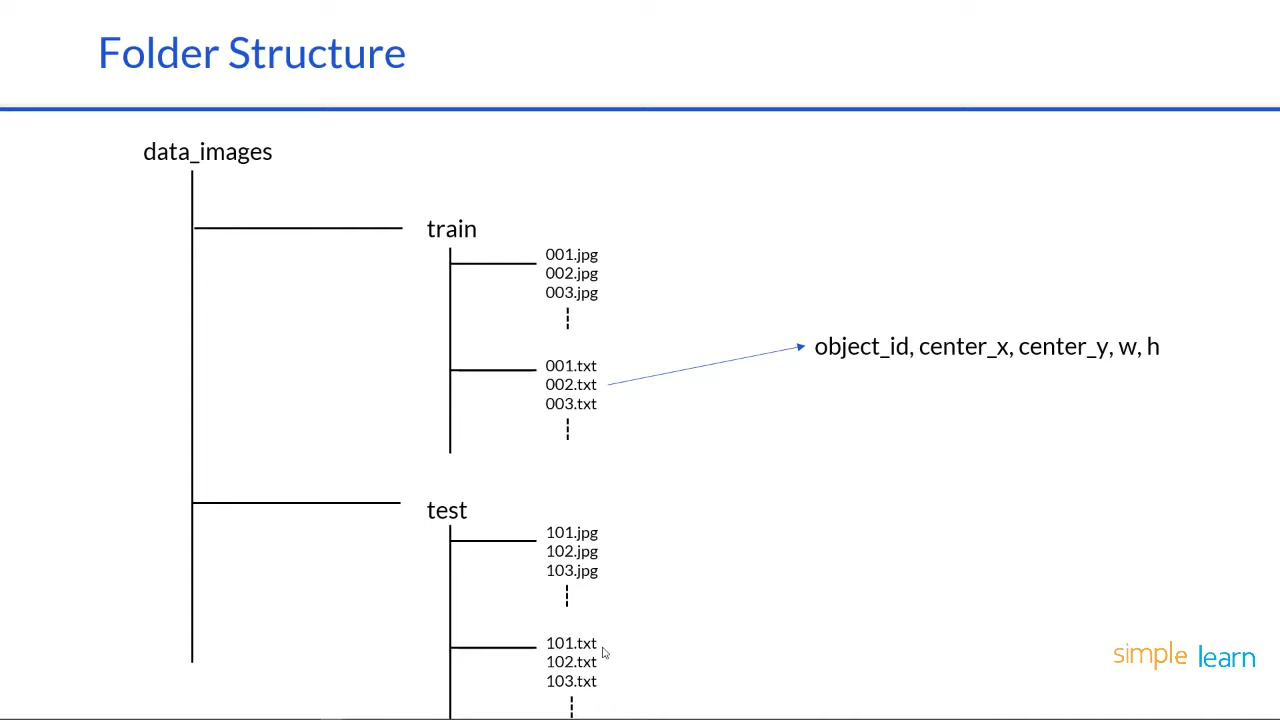 Folder Structure
data_images
train
001.jpg
002.jpg
003.jpg
001.txt
002.txt
003.txt
object_id, center_x, center_y, w, h
test
101.jpg
102.jpg
103.jpg
101.txt
102.txt
103.txt
simple learn